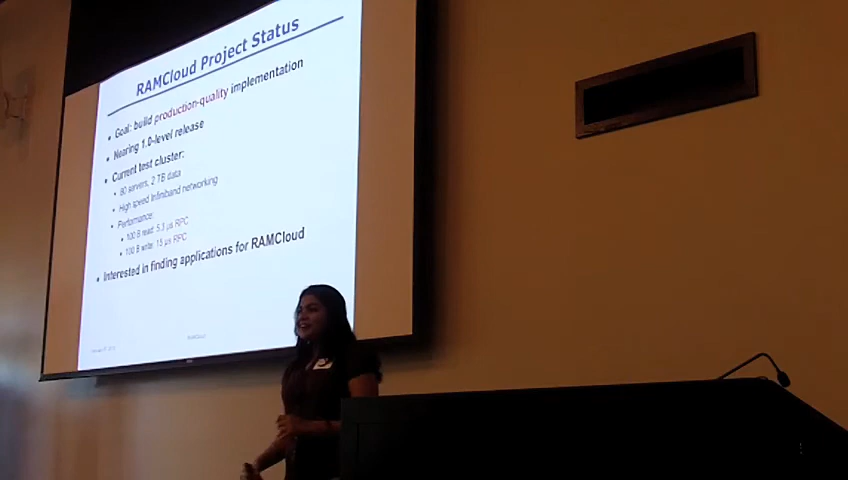 RAMCloud Project Status
• Goal: build production-quality implementation
• Nearing 1.0-level release
• Current test cluster:
• 80 servers, 2 TB data
• High speed Infiniband networking
• Performance:
• 100 B read: 5.3 µs RPC
• 100 B write: 15 µs RPC
• Interested in finding applications for RAMCloud
RAMCloud